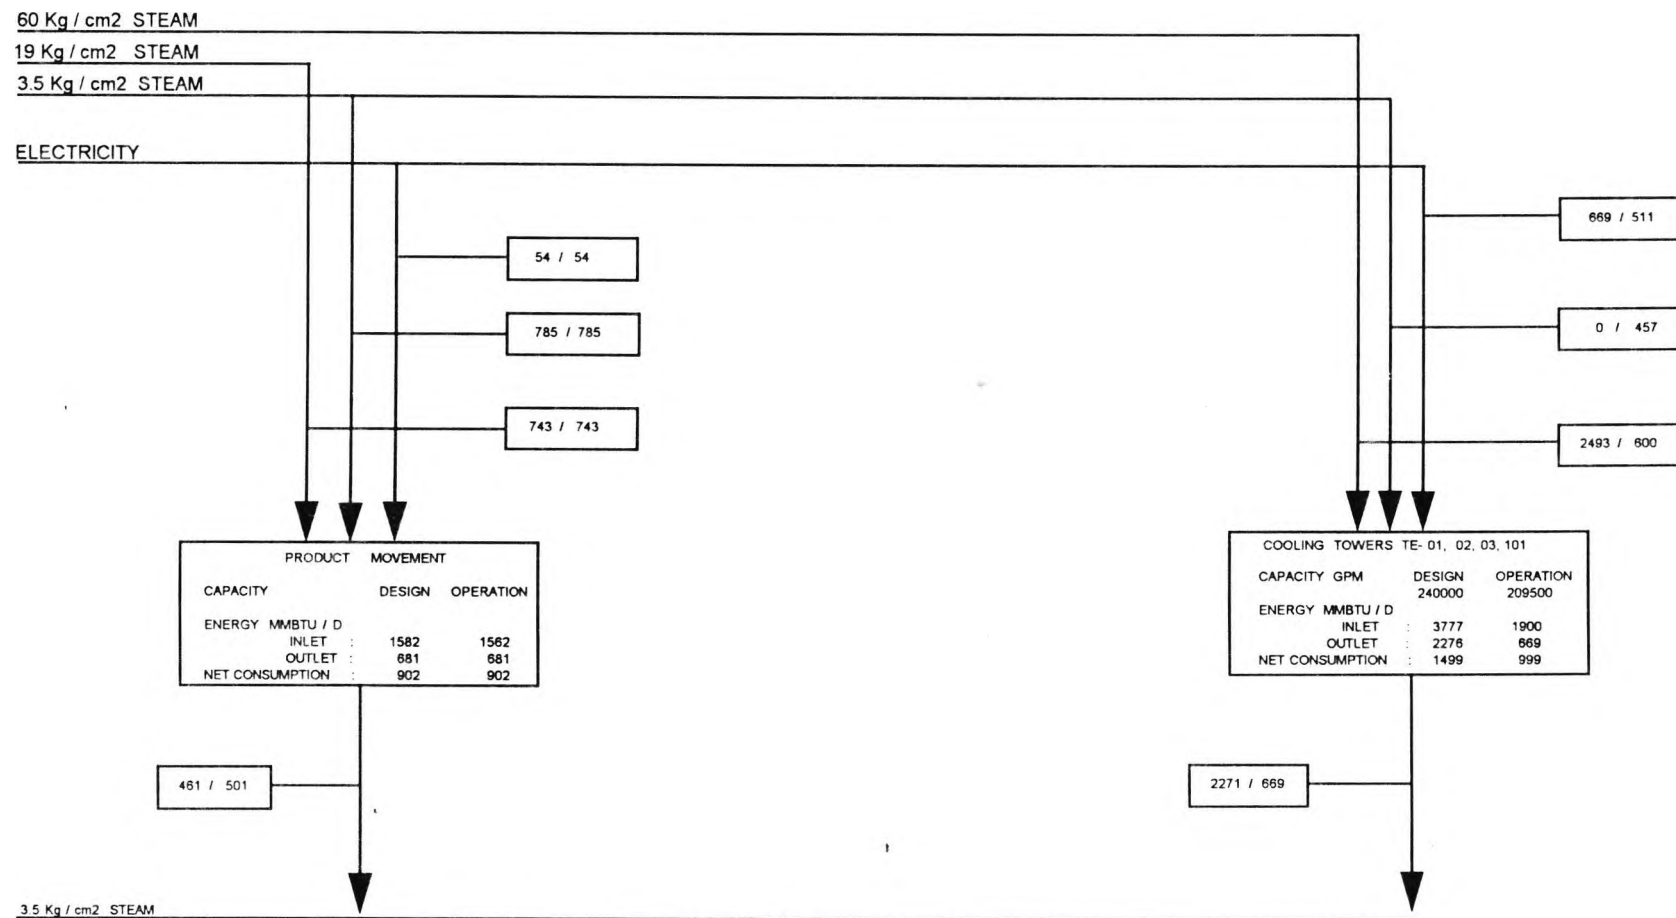 60 Kg / cm2 STEAM
19 Kg / cm2 STEAM
3.5 Kg / cm2 STEAM
ELECTRICITY
669 / 511
54 / 54
785 / 785
0 / 457
743 / 743
2493 / 600
PRODUCT MOVEMENT
CAPACITY DESIGN OPERATION
ENERGY MMBTU / D
INLET : 1582 1562
OUTLET : 681 681
NET CONSUMPTION : 902 902
COOLING TOWERS TE- 01, 02, 03, 101
CAPACITY GPM DESIGN OPERATION
240000 209500
ENERGY MMBTU / D
INLET : 3777 1900
OUTLET : 2276 669
NET CONSUMPTION : 1499 999
461 / 501
2271 / 669
3.5 Kg / cm2 STEAM